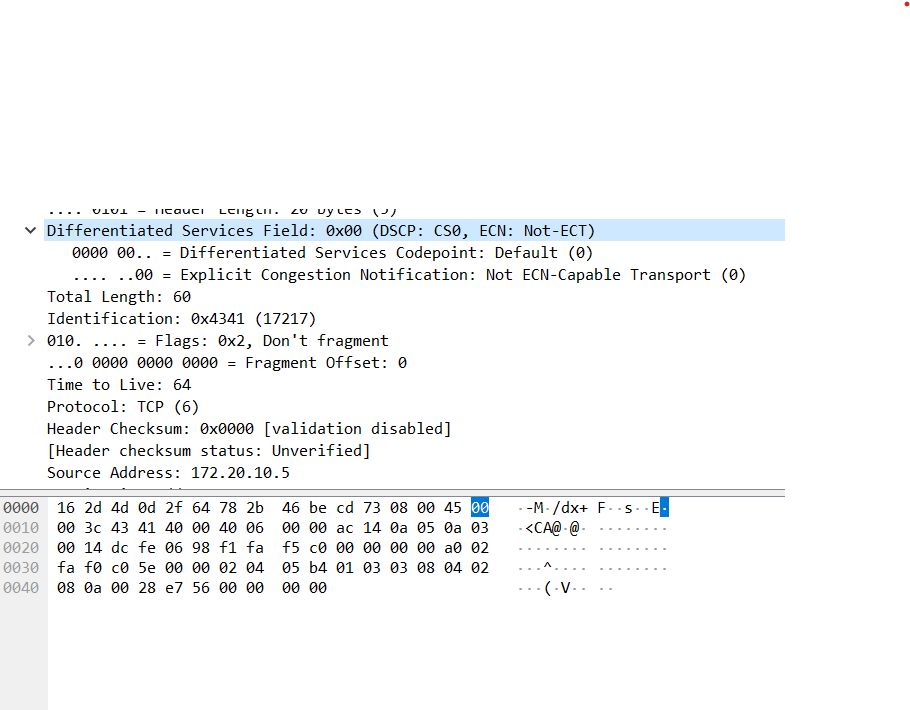 .... 0101 = Header Length: 20 bytes (5)
Differentiated Services Field: 0x00 (DSCP: CS0, ECN: Not-ECT)
0000 00.. = Differentiated Services Codepoint: Default (0)
.... ..00 = Explicit Congestion Notification: Not ECN-Capable Transport (0)
Total Length: 60
Identification: 0x4341 (17217)
010. .... = Flags: 0x2, Don't fragment
...0 0000 0000 0000 = Fragment Offset: 0
Time to Live: 64
Protocol: TCP (6)
Header Checksum: 0x0000 [validation disabled]
[Header checksum status: Unverified]
Source Address: 172.20.10.5
0000 16 2d 4d 0d 2f 64 78 2b 46 be cd 73 08 00 45 00 ·-M·/dx+ F··s··E·
0010 00 3c 43 41 40 00 40 06 00 00 ac 14 0a 05 0a 03 ·<CA@·@· ········
0020 00 14 dc fe 06 98 f1 fa f5 c0 00 00 00 00 a0 02 ········ ········
0030 fa f0 c0 5e 00 00 02 04 05 b4 01 03 03 08 04 02 ···^···· ········
0040 08 0a 00 28 e7 56 00 00 00 00 ···(·V·· ··